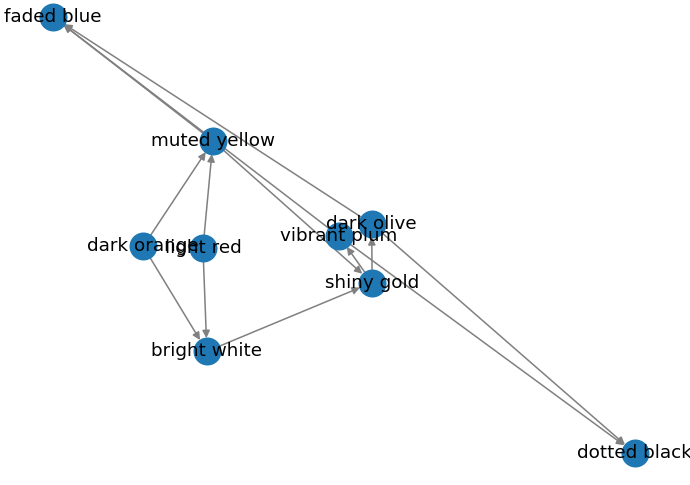 faded blue
muted yellow
dark olive
vibrant plum
dark orange
light red
shiny gold
bright white
dotted black